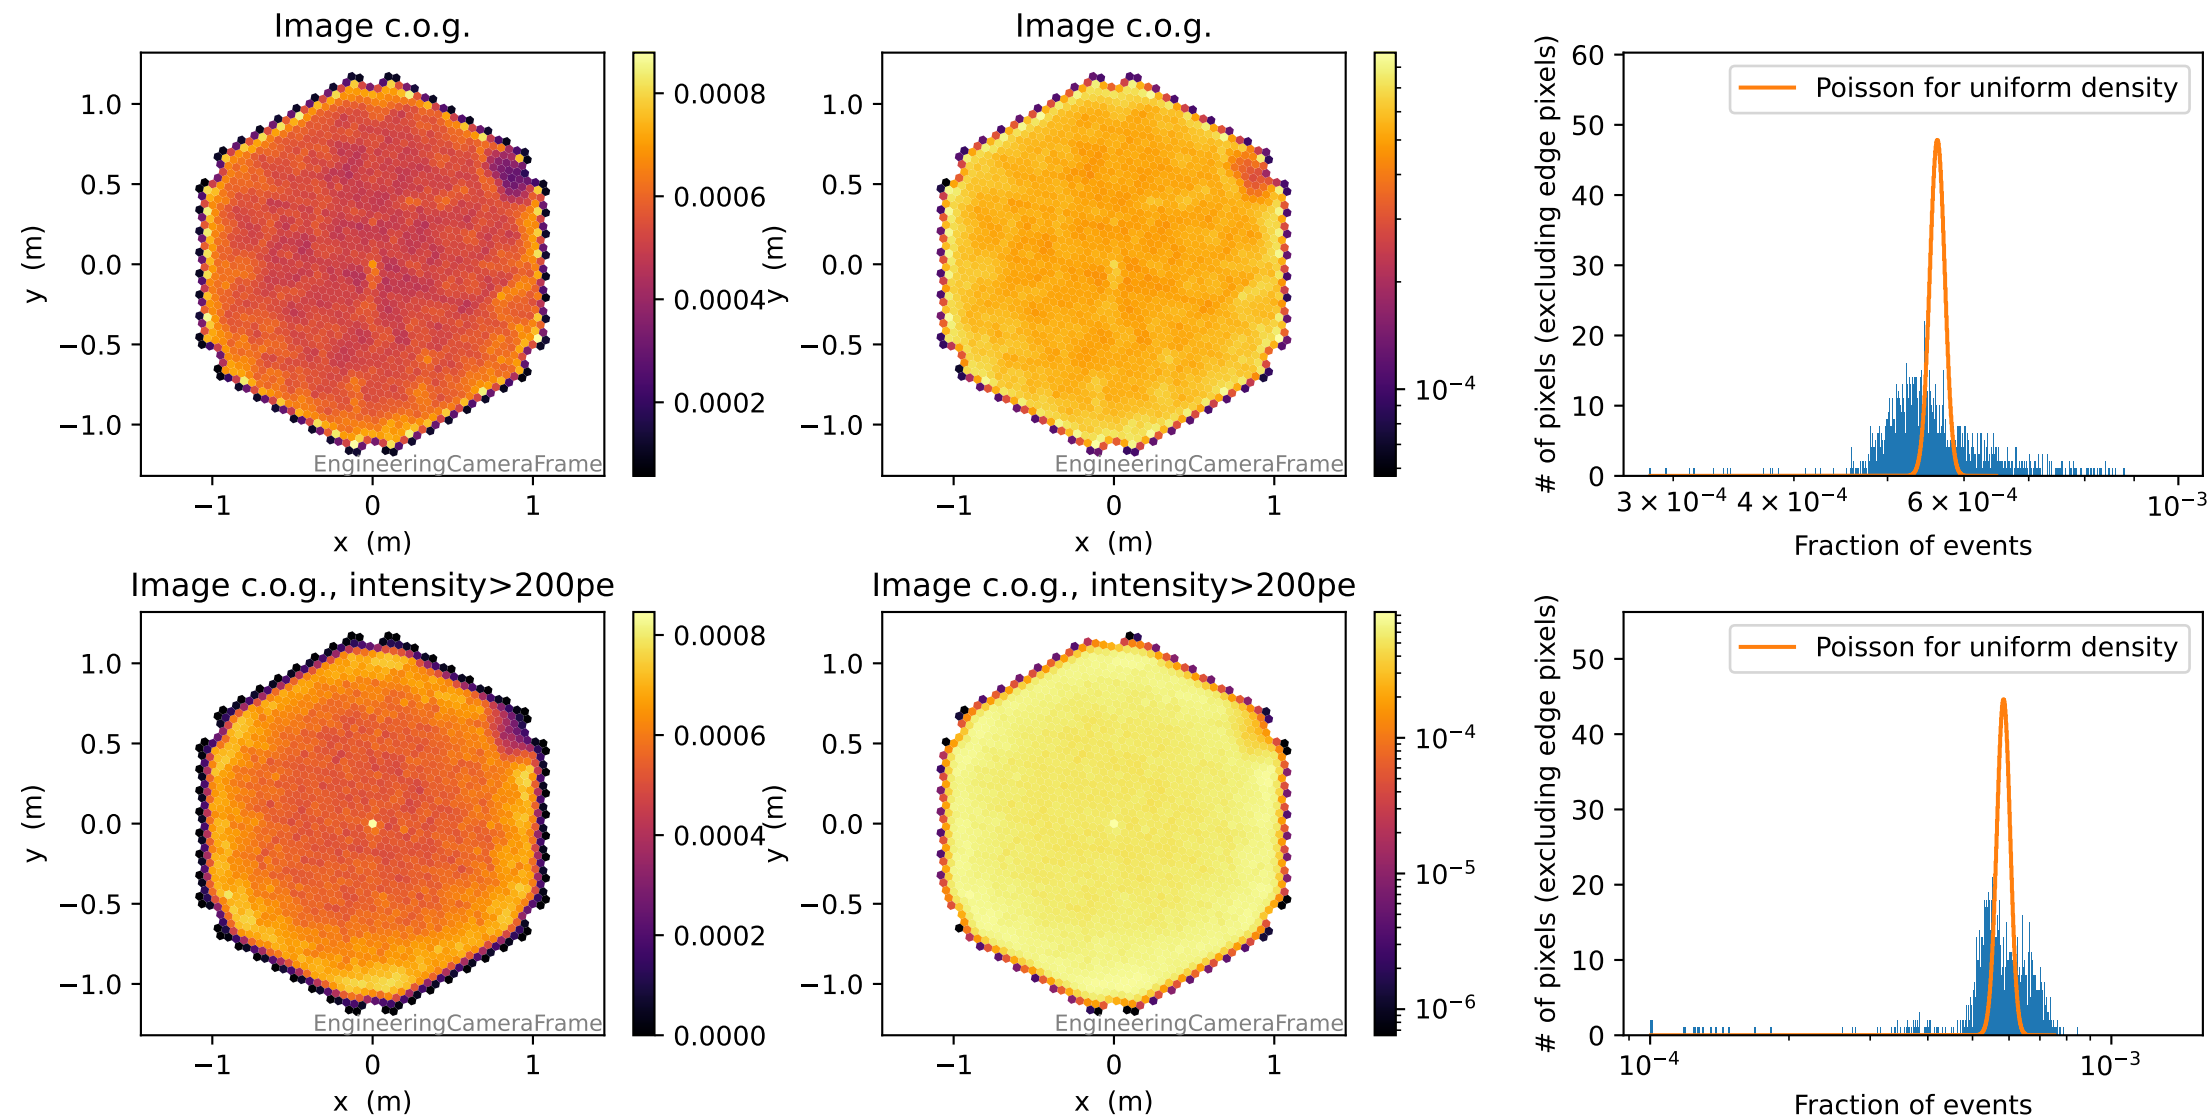 Image c.o.g.
1.0
0.5
0.0
−0.5
−1.0
y (m)
−1
0
1
x (m)
EngineeringCameraFrame
0.0008
0.0006
0.0004
0.0002
Image c.o.g.
1.0
0.5
0.0
−0.5
−1.0
y (m)
−1
0
1
x (m)
EngineeringCameraFrame
10⁻⁴
# of pixels (excluding edge pixels)
60
50
40
30
20
10
0
Poisson for uniform density
3 × 10⁻⁴
4 × 10⁻⁴
6 × 10⁻⁴
10⁻³
Fraction of events
Image c.o.g., intensity>200pe
1.0
0.5
0.0
−0.5
−1.0
y (m)
−1
0
1
x (m)
EngineeringCameraFrame
0.0008
0.0006
0.0004
0.0002
0.0000
Image c.o.g., intensity>200pe
1.0
0.5
0.0
−0.5
−1.0
y (m)
−1
0
1
x (m)
EngineeringCameraFrame
10⁻⁴
10⁻⁵
10⁻⁶
# of pixels (excluding edge pixels)
50
40
30
20
10
0
Poisson for uniform density
10⁻⁴
10⁻³
Fraction of events